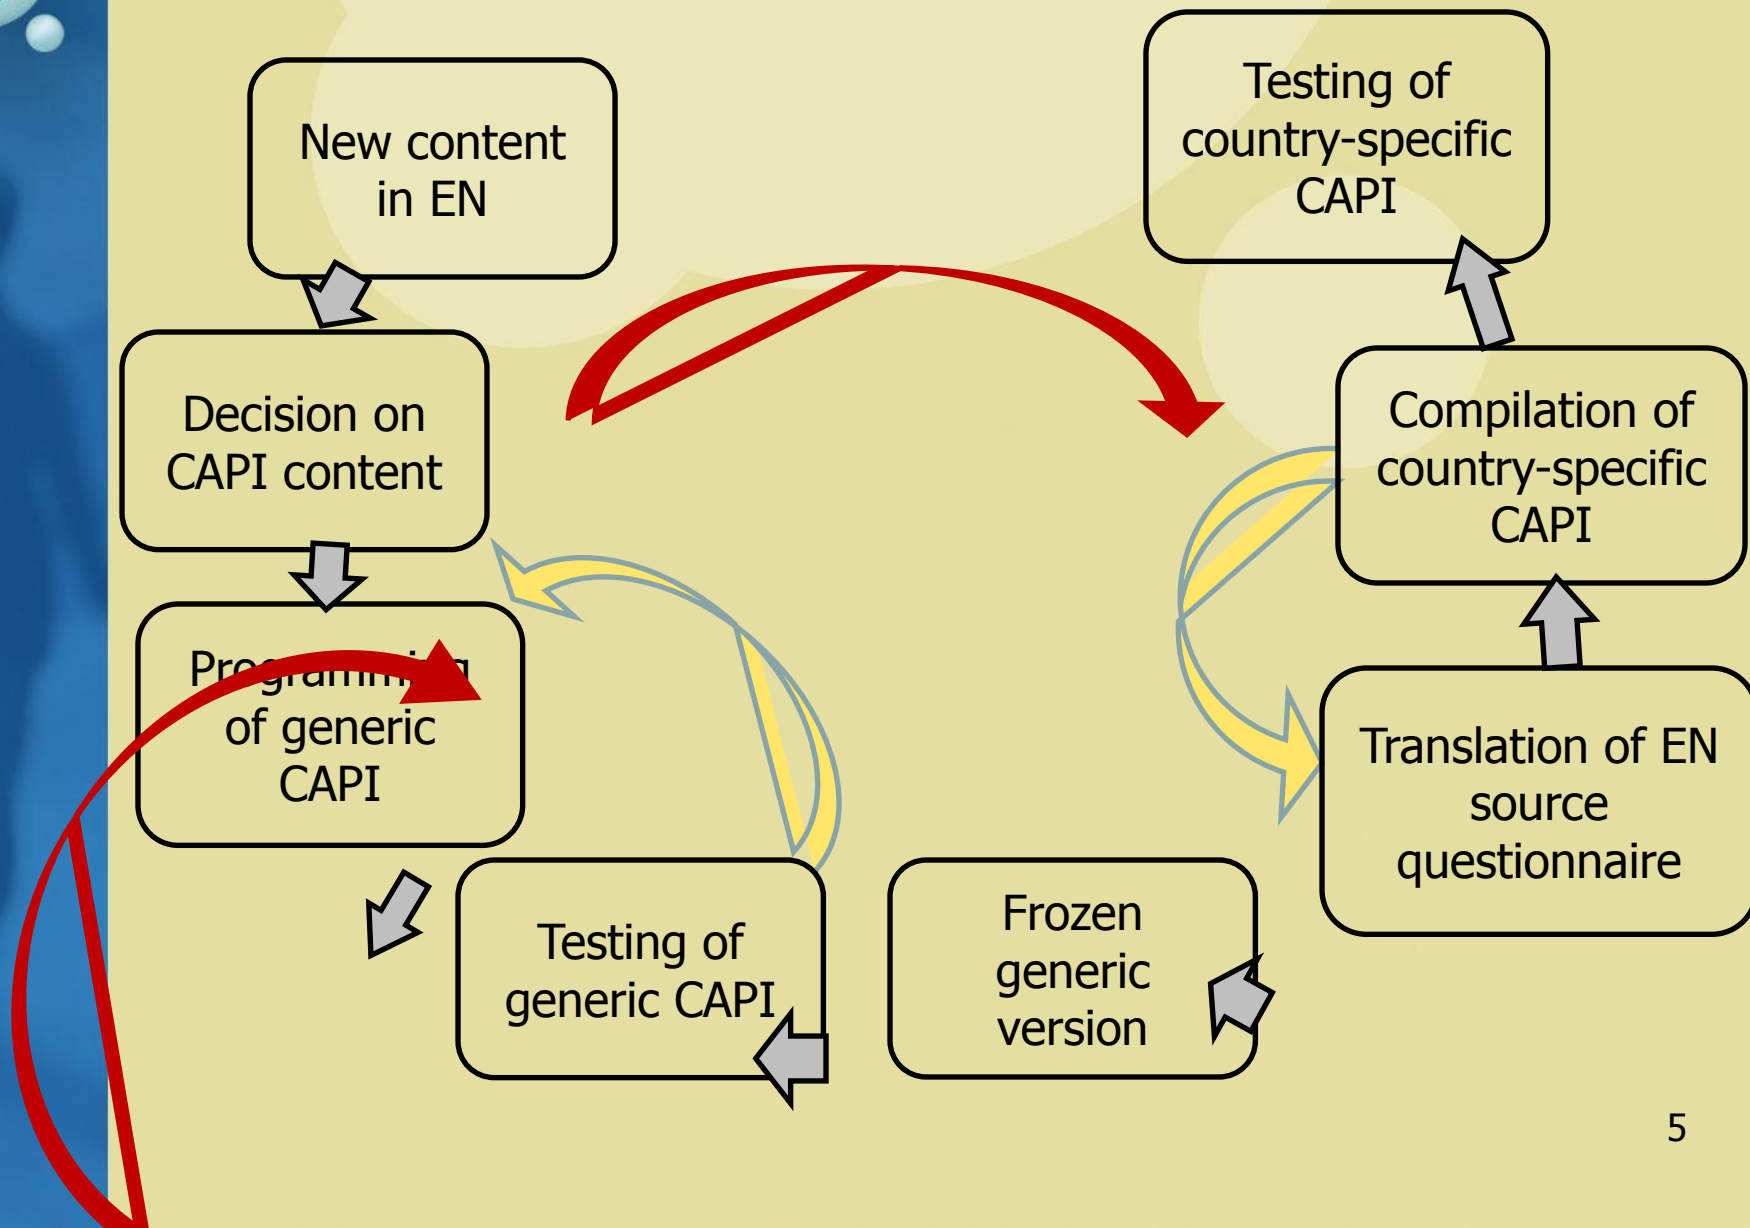 New content
in EN
Decision on
CAPI content
Programming
of generic
CAPI
Testing of
generic CAPI
Frozen
generic
version
Translation of EN
source
questionnaire
Compilation of
country-specific
CAPI
Testing of
country-specific
CAPI
5